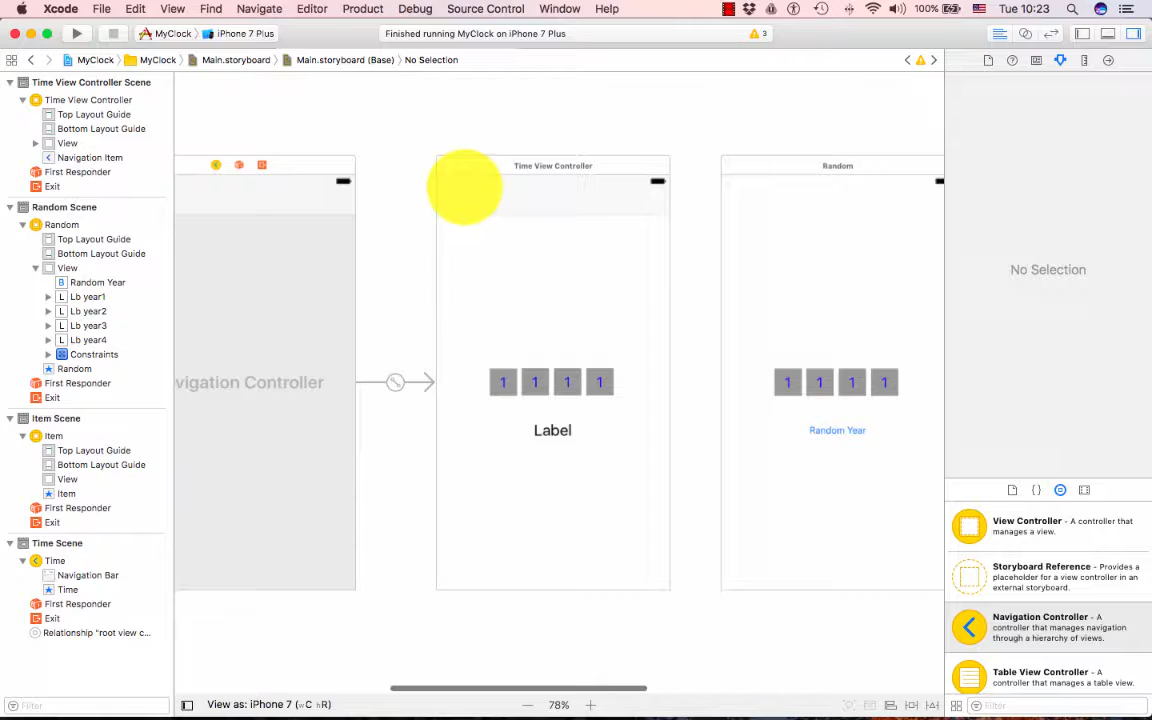 Xcode File Edit View Find Navigate Editor Product Debug Source Control Window Help 100% Tue 10:23
MyClock iPhone 7 Plus Finished running MyClock on iPhone 7 Plus 3
MyClock MyClock Main.storyboard Main.storyboard (Base) No Selection
Time View Controller Scene
Time View Controller
Top Layout Guide
Bottom Layout Guide
View
Navigation Item
First Responder
Exit
Random Scene
Random
Top Layout Guide
Bottom Layout Guide
View
B Random Year
L Lb year1
L Lb year2
L Lb year3
L Lb year4
Constraints
Random
First Responder
Exit
Item Scene
Item
Top Layout Guide
Bottom Layout Guide
View
Item
First Responder
Exit
Time Scene
Time
Navigation Bar
Time
First Responder
Exit
Relationship "root view c...
Filter
vigation Controller
Time View Controller
1 1 1 1
Label
Random
1 1 1 1
Random Year
View as: iPhone 7 (wC hR) 78%
No Selection
View Controller - A controller that
manages a view.
Storyboard Reference - Provides a
placeholder for a view controller in an
external storyboard.
Navigation Controller - A
controller that manages navigation
through a hierarchy of views.
Table View Controller - A
controller that manages a table view.
Filter